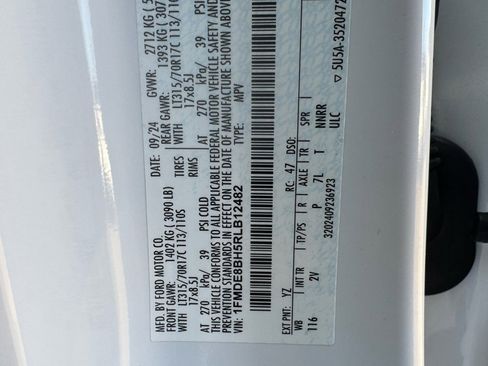 MFD. BY FORD MOTOR CO.
DATE: 09/24 GVWR: 2712 KG
FRONT GAWR: 1402 KG ( 3090 LB) REAR GAWR: 1393 KG ( 307
WITH LT315/70R17C 113/110S TIRES WITH LT315/70R17C 113/110
17x8.5J RIMS 17x8.5J
AT 270 kPa/ 39 PSI COLD AT 270 kPa/ 39 PSI
THIS VEHICLE CONFORMS TO ALL APPLICABLE FEDERAL MOTOR VEHICLE SAFETY AND
BUMPER STANDARDS IN EFFECT ON THE DATE OF MANUFACTURE SHOWN ABOVE
VIN: 1FMDE8BH5RLB12482 TYPE: MPV
EXT PNT: YZ RC: 47 DSO:
WB INT TR TP/PS R AXLE TR SPR
116 2V P 7L T NNRR
3202409236923 ULC
▽ 5U5A-3520472